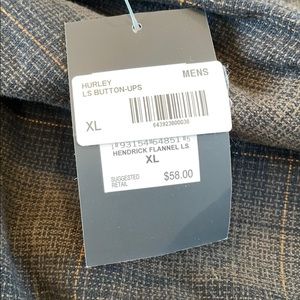 HURLEY
MENS
LS BUTTON-UPS
XL
HENDRICK FLANNEL LS
XL
SUGGESTED
RETAIL
$58.00